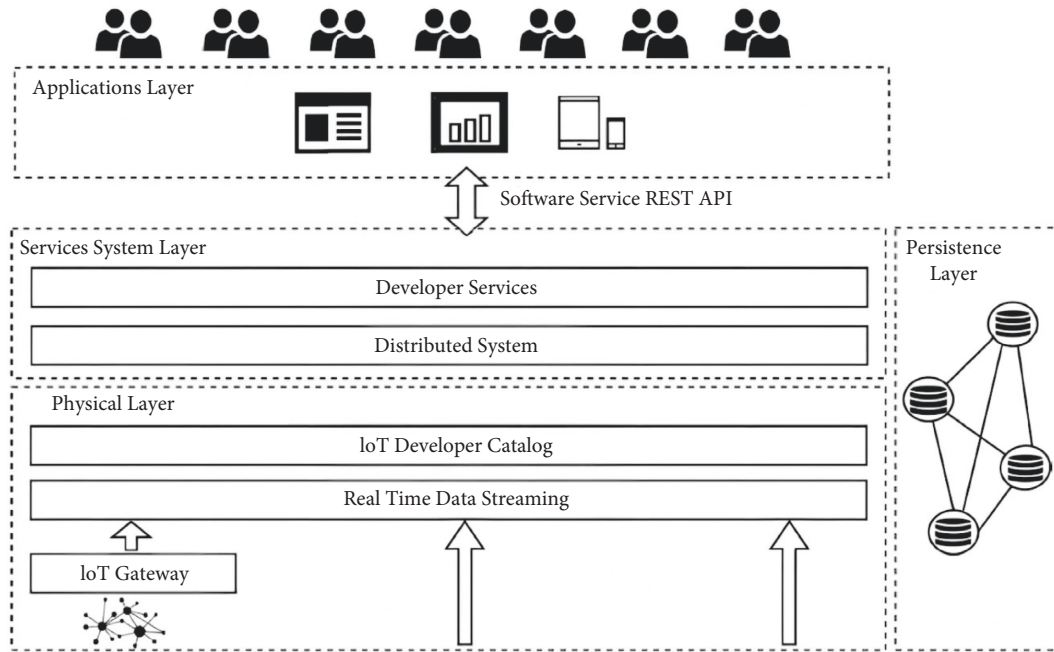 Applications Layer
Software Service REST API
Services System Layer
Developer Services
Distributed System
Persistence
Layer
Physical Layer
loT Developer Catalog
Real Time Data Streaming
loT Gateway